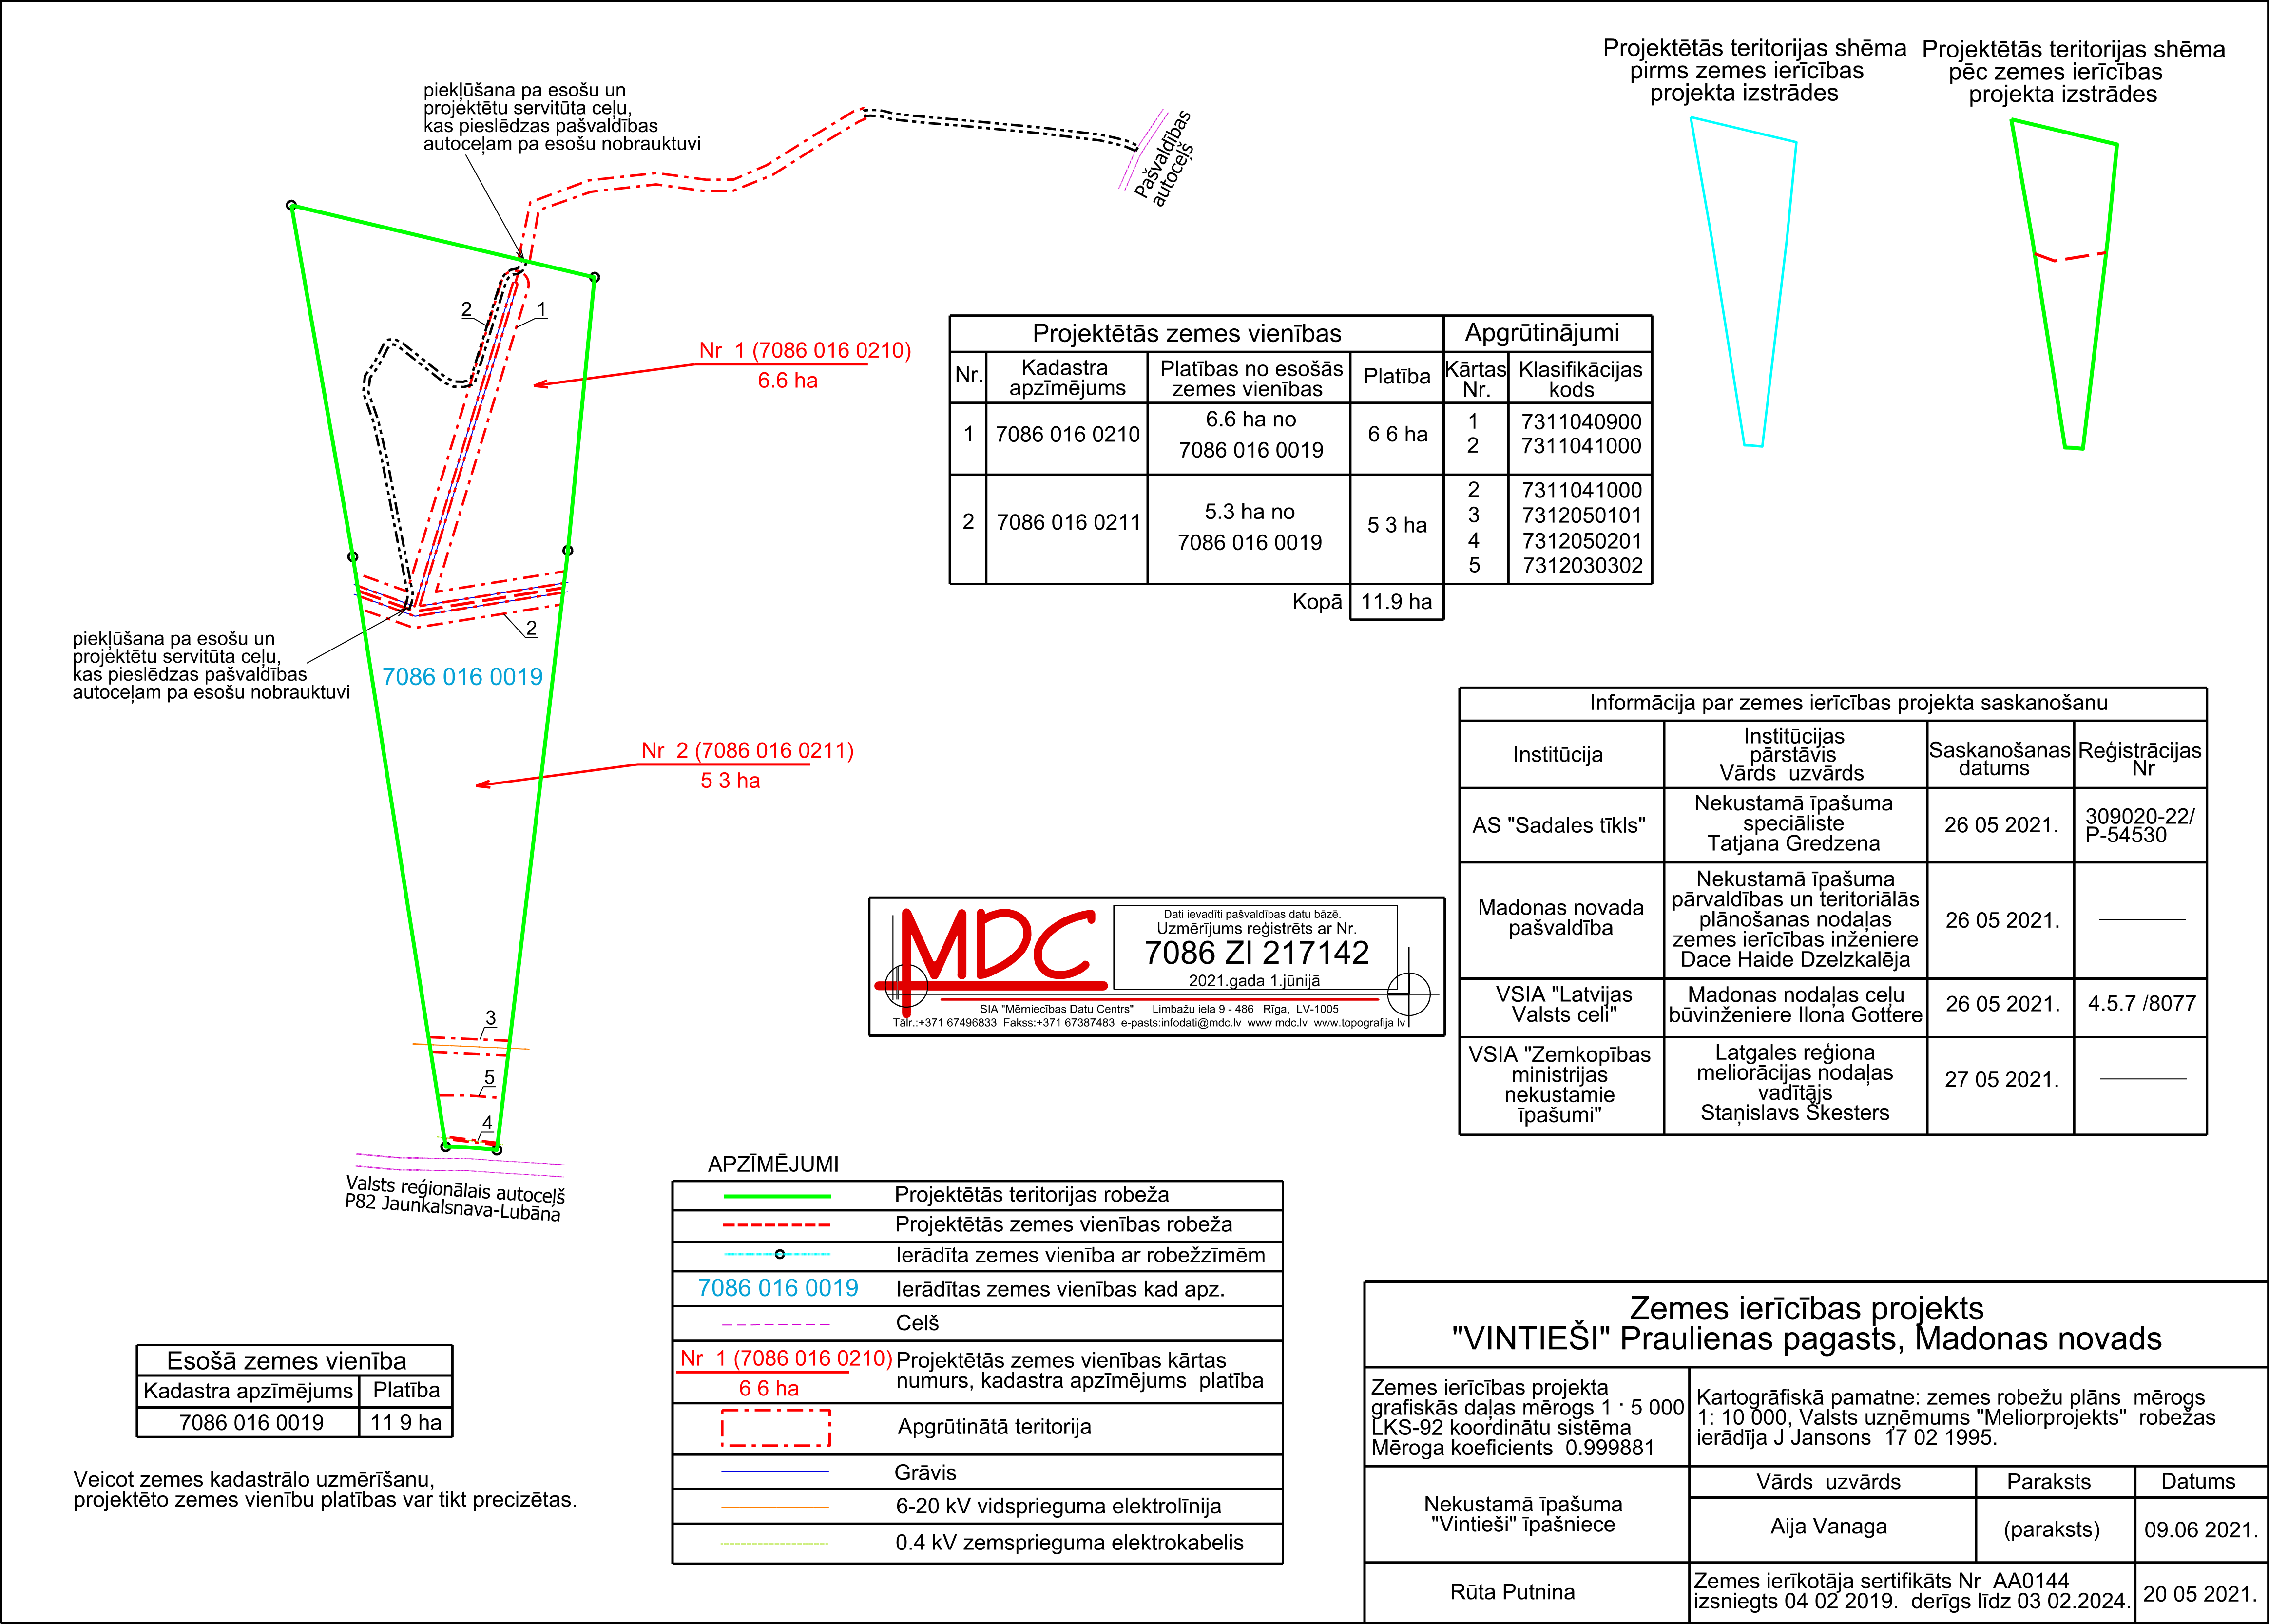 Projektētās teritorijas shēma
pirms zemes ierīcības
projekta izstrādes
Projektētās teritorijas shēma
pēc zemes ierīcības
projekta izstrādes
piekļūšana pa esošu un
projektētu servitūta ceļu,
kas pieslēdzas pašvaldības
autoceļam pa esošu nobrauktuvi
Pašvaldības
autoceļš
2
1
Nr 1 (7086 016 0210)
6.6 ha
2
piekļūšana pa esošu un
projektētu servitūta ceļu,
kas pieslēdzas pašvaldības
autoceļam pa esošu nobrauktuvi
7086 016 0019
Nr 2 (7086 016 0211)
5 3 ha
3
5
4
Valsts reģionālais autoceļš
P82 Jaunkalsnava-Lubāna
Projektētās zemes vienības Apgrūtinājumi
Nr. Kadastra apzīmējums Platības no esošās zemes vienības Platība Kārtas Nr. Klasifikācijas kods
1 7086 016 0210 6.6 ha no 7086 016 0019 6 6 ha
1 7311040900
2 7311041000
2 7086 016 0211 5.3 ha no 7086 016 0019 5 3 ha
2 7311041000
3 7312050101
4 7312050201
5 7312030302
Kopā 11.9 ha
Informācija par zemes ierīcības projekta saskanošanu
Institūcija
Institūcijas
pārstāvis
Vārds uzvārds
Saskanošanas
datums
Reģistrācijas
Nr
AS "Sadales tīkls"
Nekustamā īpašuma
speciāliste
Tatjana Gredzena
26 05 2021.
309020-22/
P-54530
Madonas novada
pašvaldība
Nekustamā īpašuma
pārvaldības un teritoriālās
plānošanas nodaļas
zemes ierīcības inženiere
Dace Haide Dzelzkalēja
26 05 2021.
VSIA "Latvijas
Valsts celi"
Madonas nodaļas ceļu
būvinženiere Ilona Gottere
26 05 2021.
4.5.7 /8077
VSIA "Zemkopības
ministrijas
nekustamie
īpašumi"
Latgales reģiona
meliorācijas nodaļas
vadītājs
Staņislavs Škesters
27 05 2021.
MDC
Dati ievadīti pašvaldības datu bāzē.
Uzmērījums reģistrēts ar Nr.
7086 ZI 217142
2021.gada 1.jūnijā
SIA "Mērniecības Datu Centrs" Limbažu iela 9 - 486 Rīga, LV-1005
Tālr.:+371 67496833 Fakss:+371 67387483 e-pasts:infodati@mdc.lv www mdc.lv www.topografija lv
APZĪMĒJUMI
Projektētās teritorijas robeža
Projektētās zemes vienības robeža
Ierādīta zemes vienība ar robežzīmēm
7086 016 0019 Ierādītas zemes vienības kad apz.
Celš
Nr 1 (7086 016 0210)
6 6 ha
Projektētās zemes vienības kārtas
numurs, kadastra apzīmējums platība
Apgrūtinātā teritorija
Grāvis
6-20 kV vidsprieguma elektrolīnija
0.4 kV zemsprieguma elektrokabelis
Esošā zemes vienība
Kadastra apzīmējums Platība
7086 016 0019 11 9 ha
Veicot zemes kadastrālo uzmērīšanu,
projektēto zemes vienību platības var tikt precizētas.
Zemes ierīcības projekts
"VINTIEŠI" Praulienas pagasts, Madonas novads
Zemes ierīcības projekta
grafiskās daļas mērogs 1 : 5 000
LKS-92 koordinātu sistēma
Mēroga koeficients 0.999881
Kartogrāfiskā pamatne: zemes robežu plāns mērogs
1: 10 000, Valsts uzņēmums "Meliorprojekts" robežas
ierādīja J Jansons 17 02 1995.
Nekustamā īpašuma
"Vintieši" īpašniece
Vārds uzvārds Paraksts Datums
Aija Vanaga (paraksts) 09.06 2021.
Rūta Putnina
Zemes ierīkotāja sertifikāts Nr AA0144
izsniegts 04 02 2019. derīgs līdz 03 02.2024.
20 05 2021.